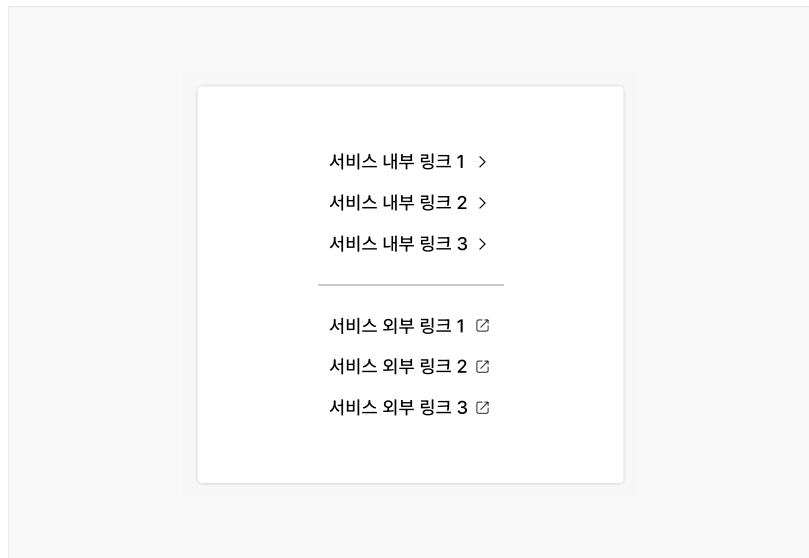 서비스 내부 링크 1
서비스 내부 링크 2
서비스 내부 링크 3
서비스 외부 링크 1
서비스 외부 링크 2
서비스 외부 링크 3